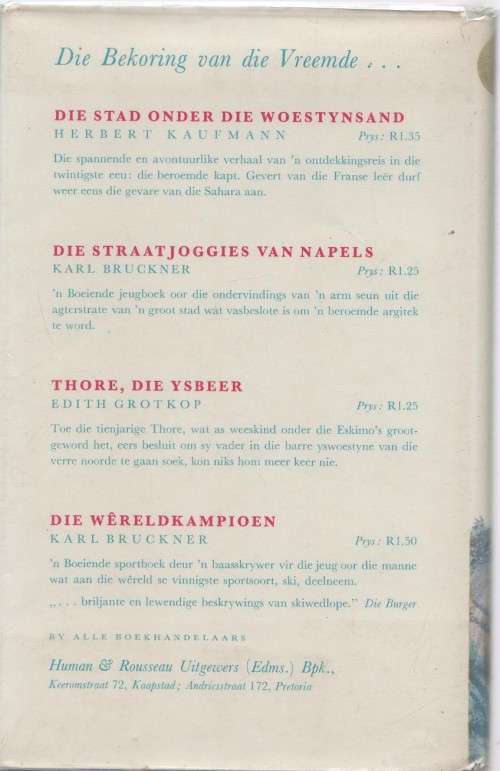 Die Bekoring van die Vreemde . . .
DIE STAD ONDER DIE WOESTYNSAND
HERBERT KAUFMANN Prys: R1.35
Die spannende en avontuurlike verhaal van 'n ontdekkingsreis in die
twintigste eeu: die beroemde kapt. Gevert van die Franse leër durf
weer eens die gevare van die Sahara aan.
DIE STRAATJOGGIES VAN NAPELS
KARL BRUCKNER Prys: R1.25
'n Boeiende jeugboek oor die ondervindings van 'n arm seun uit die
agterstrate van 'n groot stad wat vasbeslote is om 'n beroemde argitek
te word.
THORE, DIE YSBEER
EDITH GROTKOP Prys: R1.25
Toe die tienjarige Thore, wat as weeskind onder die Eskimo's groot-
geword het, eers besluit om sy vader in die barre yswoestyne van die
verre noorde te gaan soek, kon niks hom meer keer nie.
DIE WÊRELDKAMPIOEN
KARL BRUCKNER Prys: R1.50
'n Boeiende sportboek deur 'n baasskrywer vir die jeug oor die manne
wat aan die wêreld se vinnigste sportsoort, ski, deelneem.
„. . . briljante en lewendige beskrywings van skiwedlope." Die Burger
BY ALLE BOEKHANDELAARS
Human & Rousseau Uitgewers (Edms.) Bpk.,
Keeromstraat 72, Kaapstad; Andriesstraat 172, Pretoria